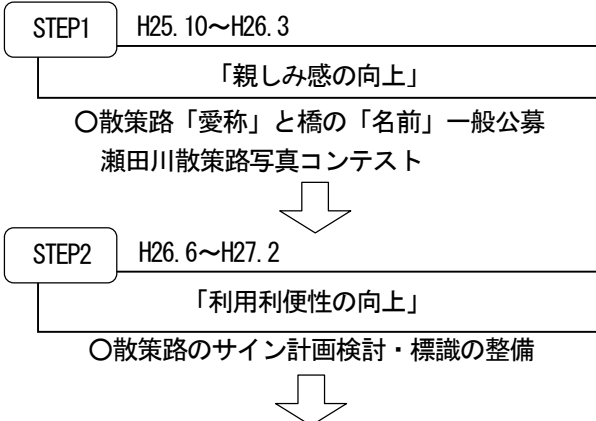 STEP1
H25.10～H26.3
「親しみ感の向上」
○散策路「愛称」と橋の「名前」一般公募
瀬田川散策路写真コンテスト
STEP2
H26.6～H27.2
「利用利便性の向上」
○散策路のサイン計画検討・標識の整備